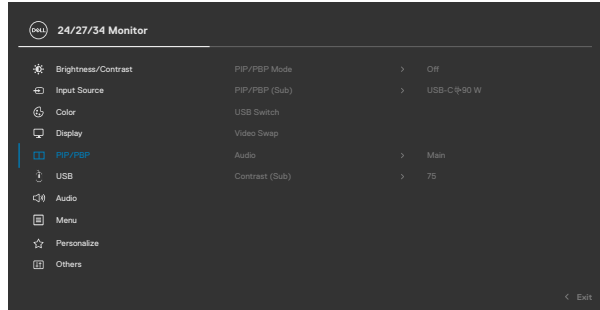 DELL 24/27/34 Monitor
Brightness/Contrast PIP/PBP Mode > Off
Input Source PIP/PBP (Sub) > USB-C 90 W
Color USB Switch
Display Video Swap
PIP/PBP Audio > Main
USB Contrast (Sub) > 75
Audio
Menu
Personalize
Others
< Exit